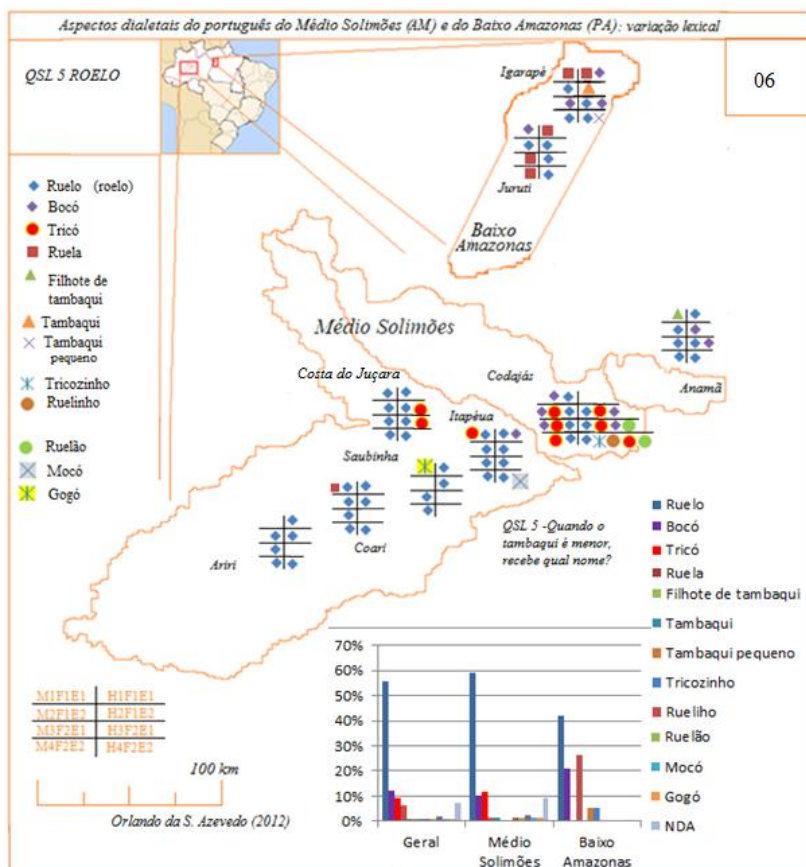 Aspectos dialetais do português do Médio Solimões (AM) e do Baixo Amazonas (PA): variação lexical
QSL 5 ROELO
06
Igarapé
Juruti
Baixo
Amazonas
Ruelo (roelo)
Bocó
Tricó
Ruela
Filhote de
tambaqui
Tambaqui
Tambaqui
pequeno
Tricozinho
Ruelinho
Ruelão
Mocó
Gogó
Médio Solimões
Costa do Juçara
Codajás
Anamã
Itapéua
Saubinha
Coari
Ariri
QSL 5 -Quando o
tambaqui é menor,
recebe qual nome?
Ruelo
Bocó
Tricó
Ruela
Filhote de tambaqui
Tambaqui
Tambaqui pequeno
Tricozinho
Rueliho
Ruelão
Mocó
Gogó
NDA
70%
60%
50%
40%
30%
20%
10%
0%
Geral
Médio
Solimões
Baixo
Amazonas
M1F1E1 H1F1E1
M2F1E2 H2F1E2
M3F2E1 H3F2E1
M4F2E2 H4F2E2
100 km
Orlando da S. Azevedo (2012)